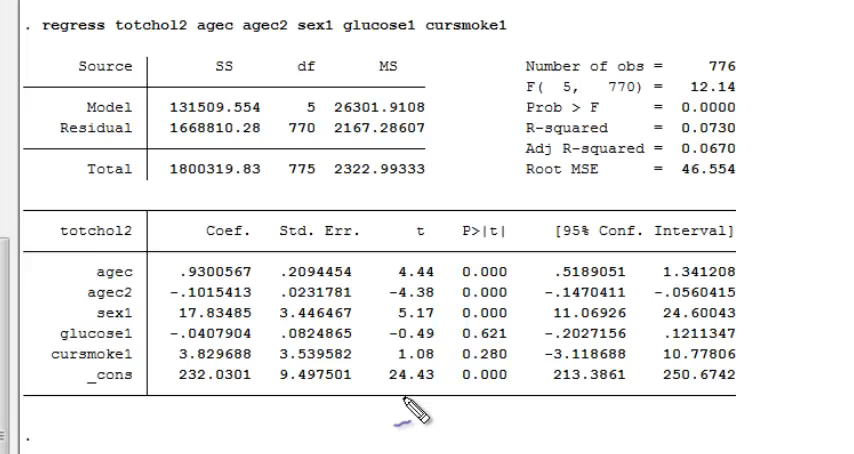 . regress totchol2 agec agec2 sex1 glucose1 cursmoke1
Source SS df MS Number of obs = 776
F( 5, 770) = 12.14
Model 131509.554 5 26301.9108 Prob > F = 0.0000
Residual 1668810.28 770 2167.28607 R-squared = 0.0730
Adj R-squared = 0.0670
Total 1800319.83 775 2322.99333 Root MSE = 46.554
totchol2 Coef. Std. Err. t P>|t| [95% Conf. Interval]
agec .9300567 .2094454 4.44 0.000 .5189051 1.341208
agec2 -.1015413 .0231781 -4.38 0.000 -.1470411 -.0560415
sex1 17.83485 3.446467 5.17 0.000 11.06926 24.60043
glucose1 -.0407904 .0824865 -0.49 0.621 -.2027156 .1211347
cursmoke1 3.829688 3.539582 1.08 0.280 -3.118688 10.77806
_cons 232.0301 9.497501 24.43 0.000 213.3861 250.6742
.